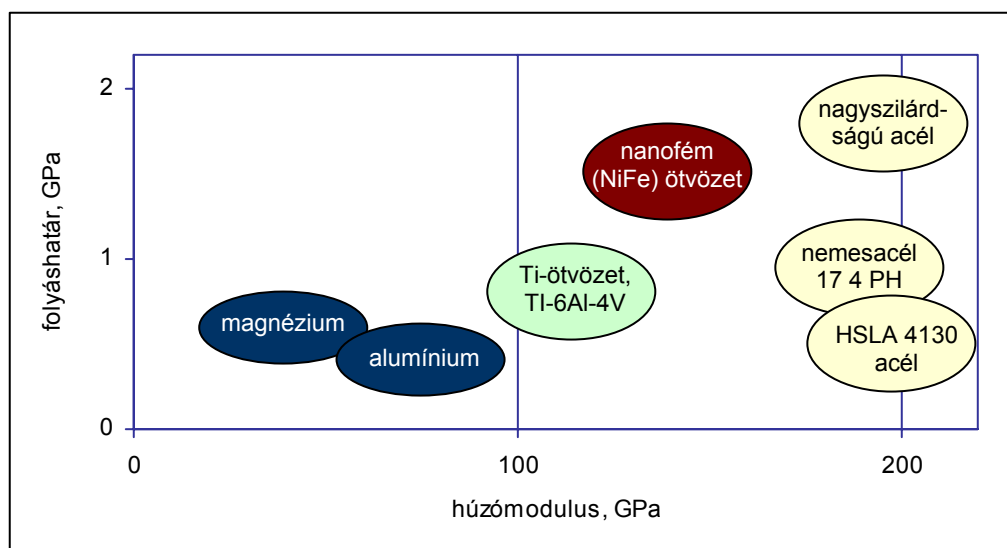 folyáshatár, GPa
2
1
0
nagyszilárd-
ságú acél
nanofém
(NiFe) ötvözet
nemesacél
17 4 PH
Ti-ötvözet,
TI-6Al-4V
magnézium
alumínium
HSLA 4130
acél
0
100
200
húzómodulus, GPa